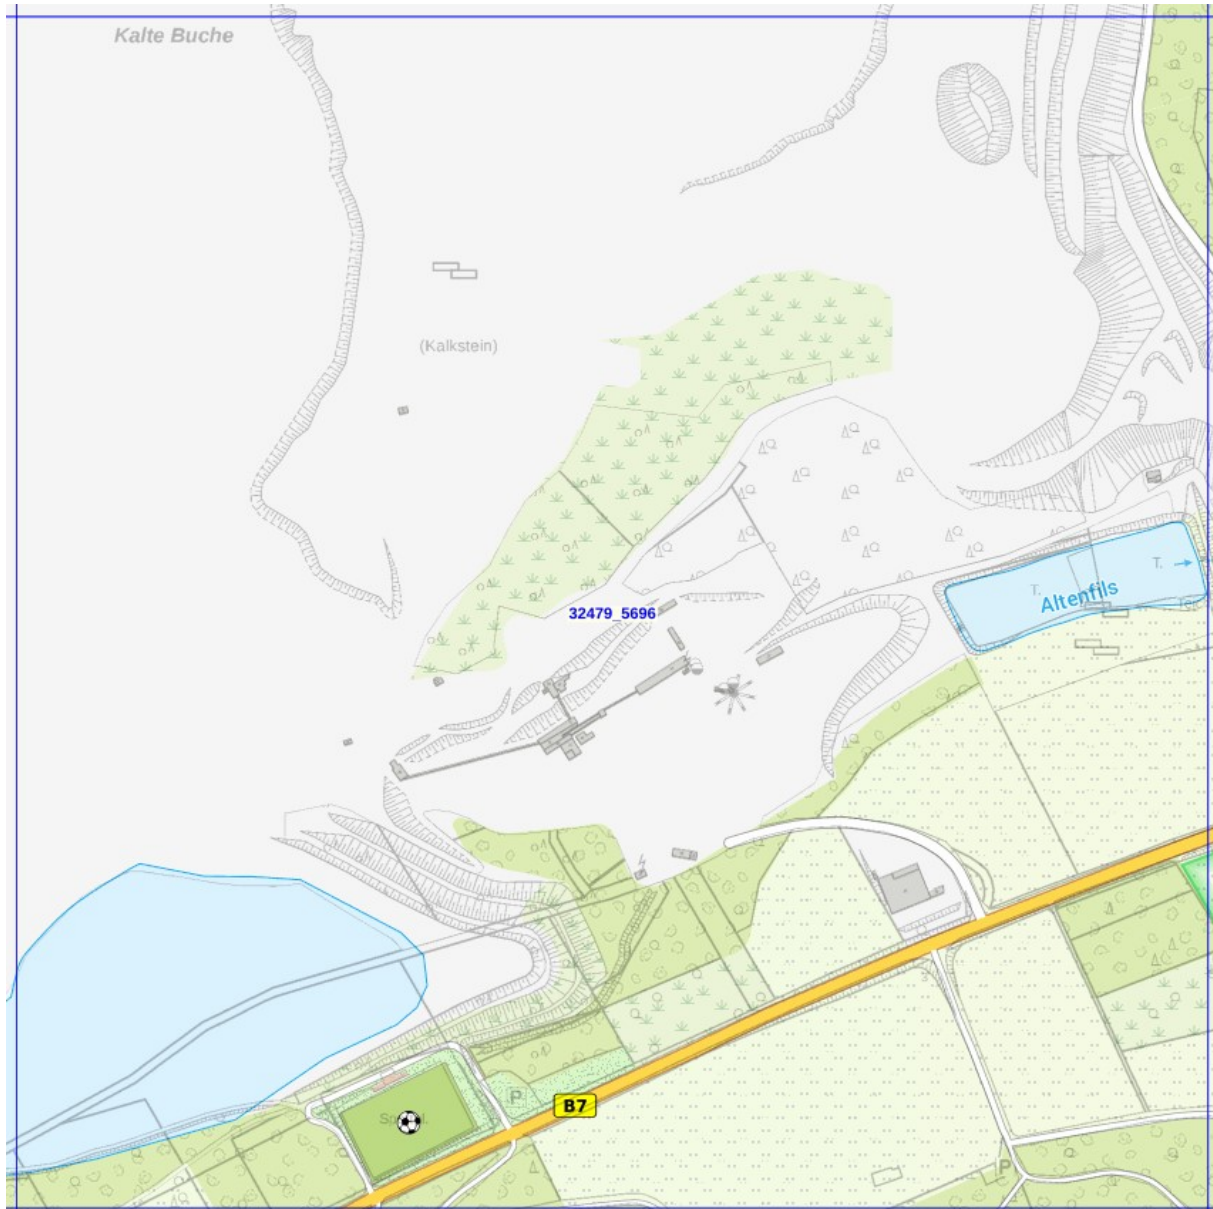 Kalte Buche
(Kalkstein)
32479_5696
T.
T.
Altenfils
P
B7
P